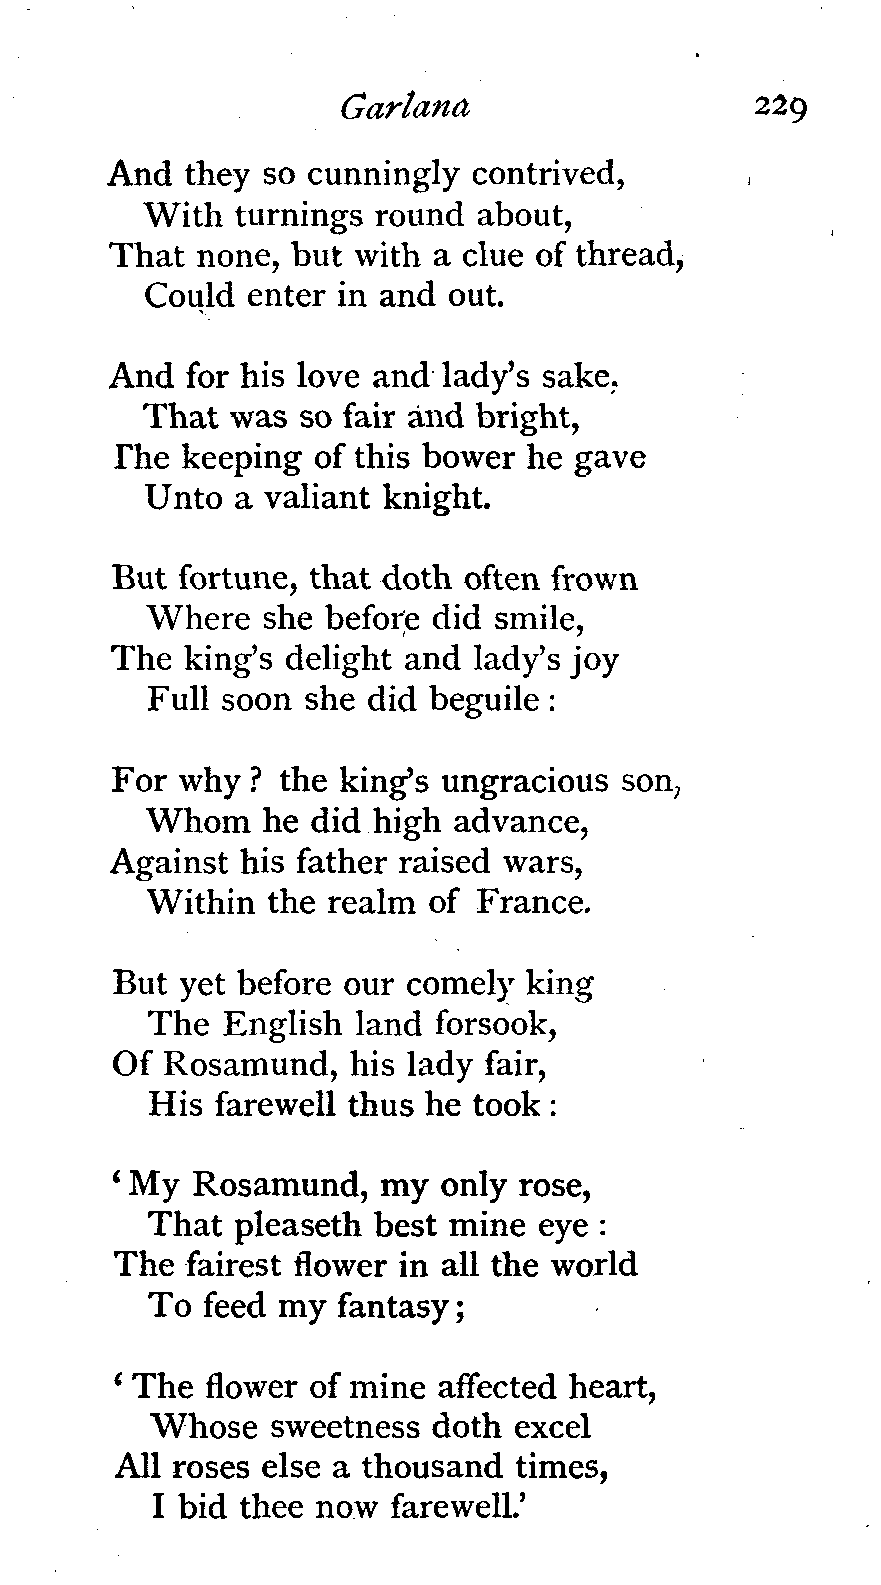 Garland 229
And they so cunningly contrived,
With turnings round about,
That none, but with a clue of thread,
Could enter in and out.
And for his love and lady's sake,
That was so fair and bright,
The keeping of this bower he gave
Unto a valiant knight.
But fortune, that doth often frown
Where she before did smile,
The king's delight and lady's joy
Full soon she did beguile :
For why ? the king's ungracious son,
Whom he did high advance,
Against his father raised wars,
Within the realm of France.
But yet before our comely king
The English land forsook,
Of Rosamund, his lady fair,
His farewell thus he took :
‘ My Rosamund, my only rose,
That pleaseth best mine eye :
The fairest flower in all the world
To feed my fantasy ;
‘ The flower of mine affected heart,
Whose sweetness doth excel
All roses else a thousand times,
I bid thee now farewell.’